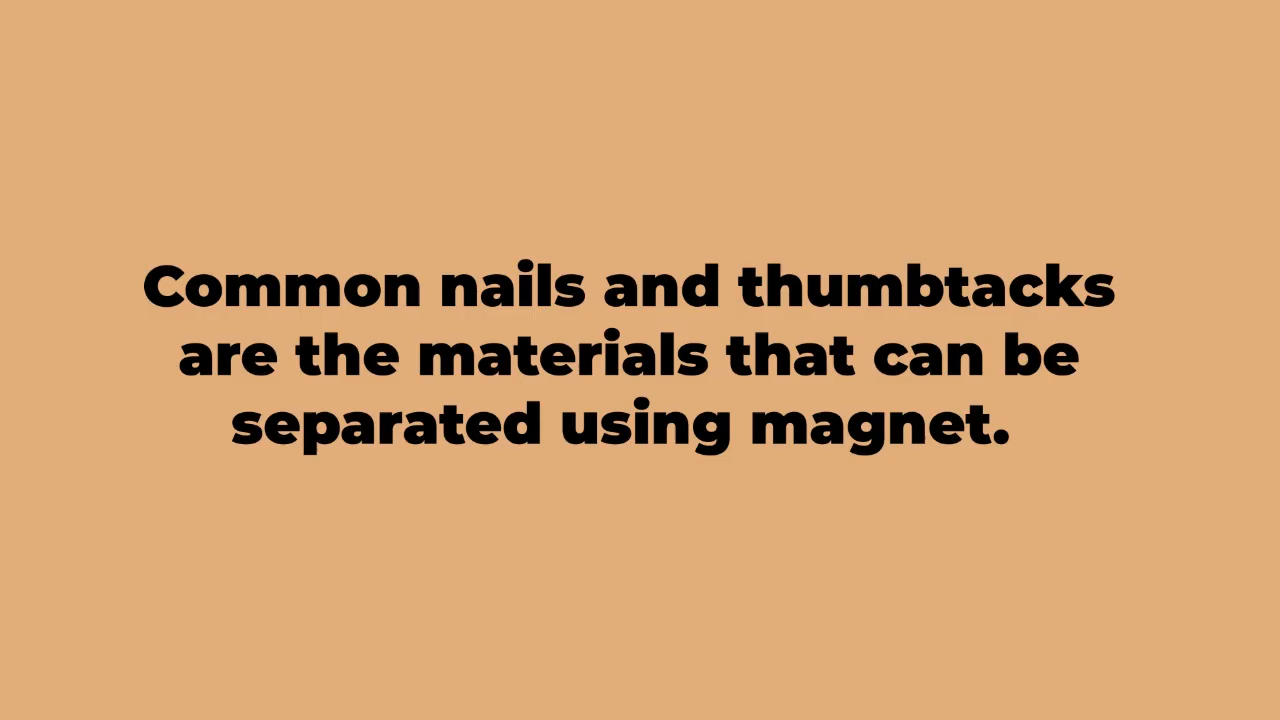 Common nails and thumbtacks
are the materials that can be
separated using magnet.